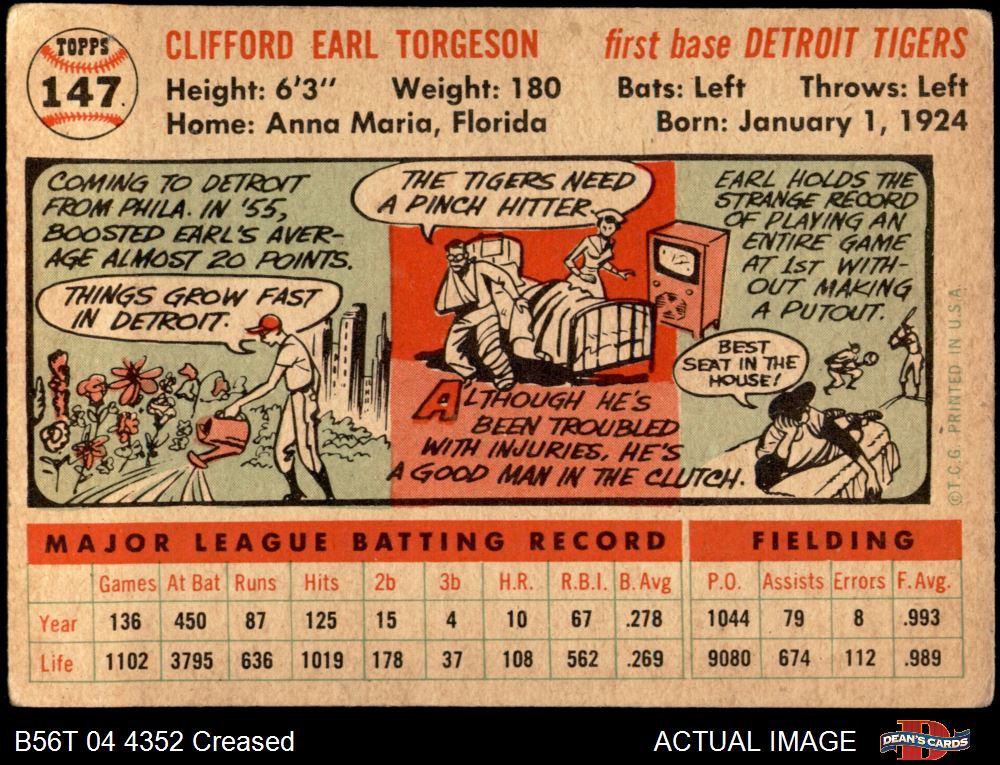 TOPPS
147.
CLIFFORD EARL TORGESON
first base DETROIT TIGERS
Height: 6'3" Weight: 180 Bats: Left Throws: Left
Home: Anna Maria, Florida Born: January 1, 1924
COMING TO DETROIT
FROM PHILA. IN '55,
BOOSTED EARL'S AVER-
AGE ALMOST 20 POINTS.
THINGS GROW FAST
IN DETROIT.
THE TIGERS NEED
A PINCH HITTER.
ALTHOUGH HE'S
BEEN TROUBLED
WITH INJURIES, HE'S
A GOOD MAN IN THE CLUTCH.
EARL HOLDS THE
STRANGE RECORD
OF PLAYING AN
ENTIRE GAME
AT 1ST WITH-
OUT MAKING
A PUTOUT.
BEST
SEAT IN THE
HOUSE!
©T.C.G. PRINTED IN U.S.A.
MAJOR LEAGUE BATTING RECORD FIELDING
Games At Bat Runs Hits 2b 3b H.R. R.B.I. B. Avg P.O. Assists Errors F. Avg.
Year 136 450 87 125 15 4 10 67 .278 1044 79 8 .993
Life 1102 3795 636 1019 178 37 108 562 .269 9080 674 112 .989
B56T 04 4352 Creased ACTUAL IMAGE
DEAN'S CARDS